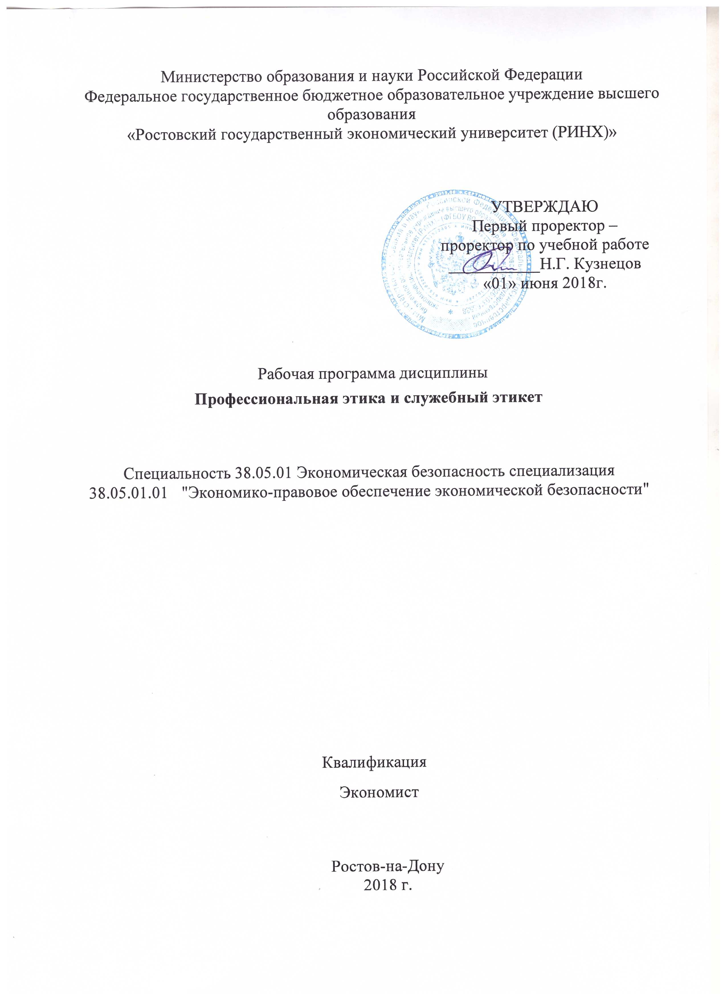 Министерство образования и науки Российской Федерации
Федеральное государственное бюджетное образовательное учреждение высшего
образования
«Ростовский государственный экономический университет (РИНХ)»
УТВЕРЖДАЮ
Первый проректор –
проректор по учебной работе
Н.Г. Кузнецов
«01» июня 2018г.
Рабочая программа дисциплины
Профессиональная этика и служебный этикет
Специальность 38.05.01 Экономическая безопасность специализация
38.05.01.01 "Экономико-правовое обеспечение экономической безопасности"
Квалификация
Экономист
Ростов-на-Дону
2018 г.